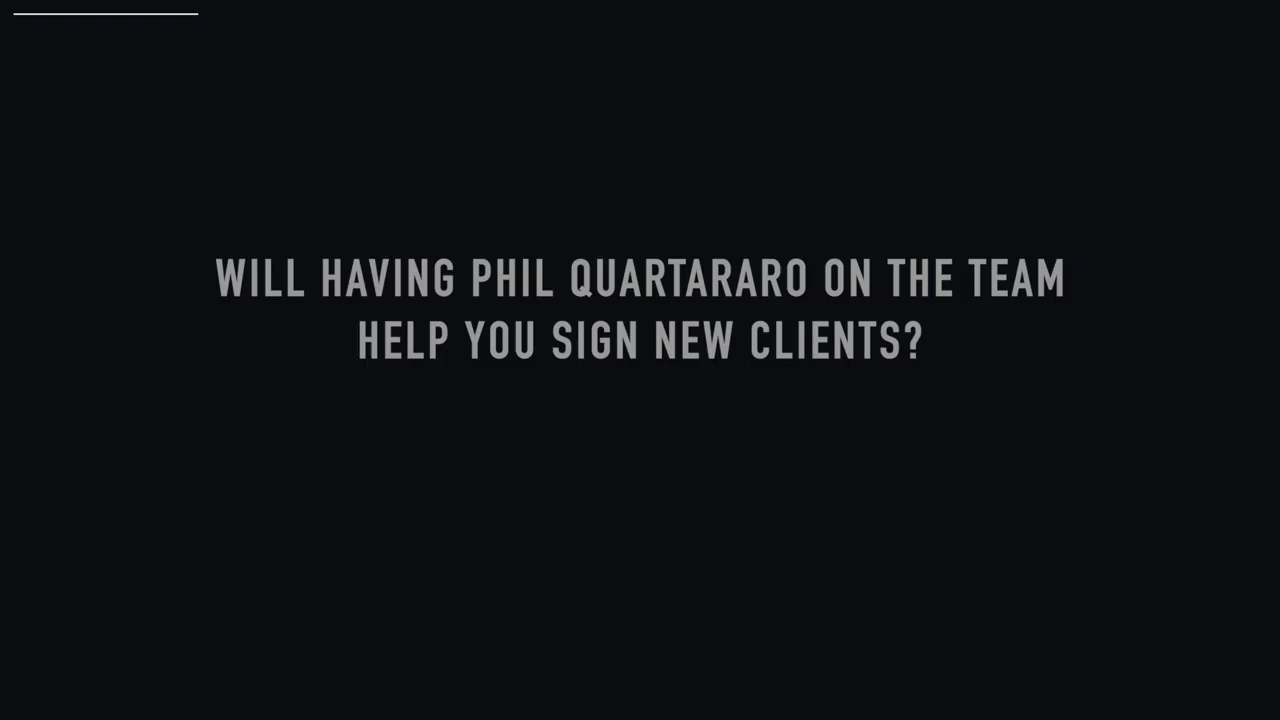 WILL HAVING PHIL QUARTARARO ON THE TEAM
HELP YOU SIGN NEW CLIENTS?